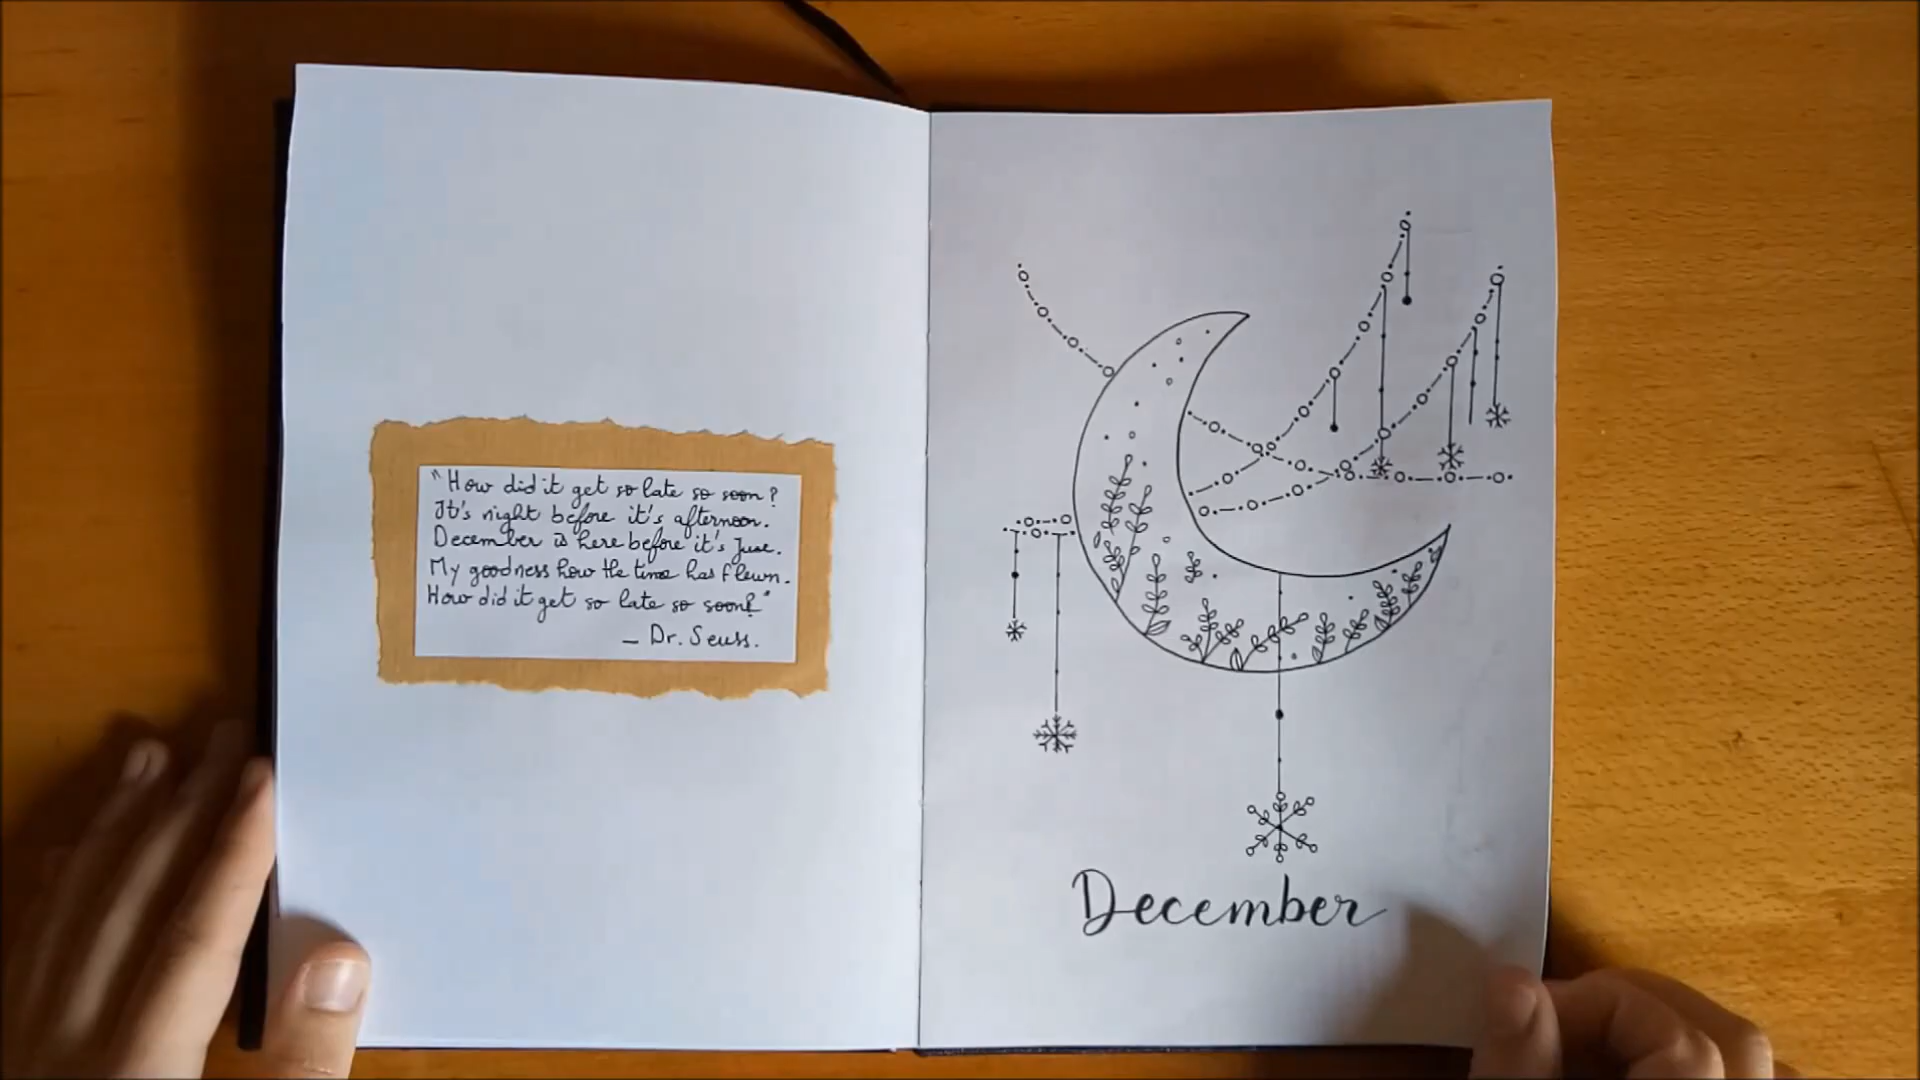 "How did it get so late so soon?
It's night before it's afternoon.
December is here before it's June.
My goodness how the time has flewn.
How did it get so late so soon?"
— Dr. Seuss.
December